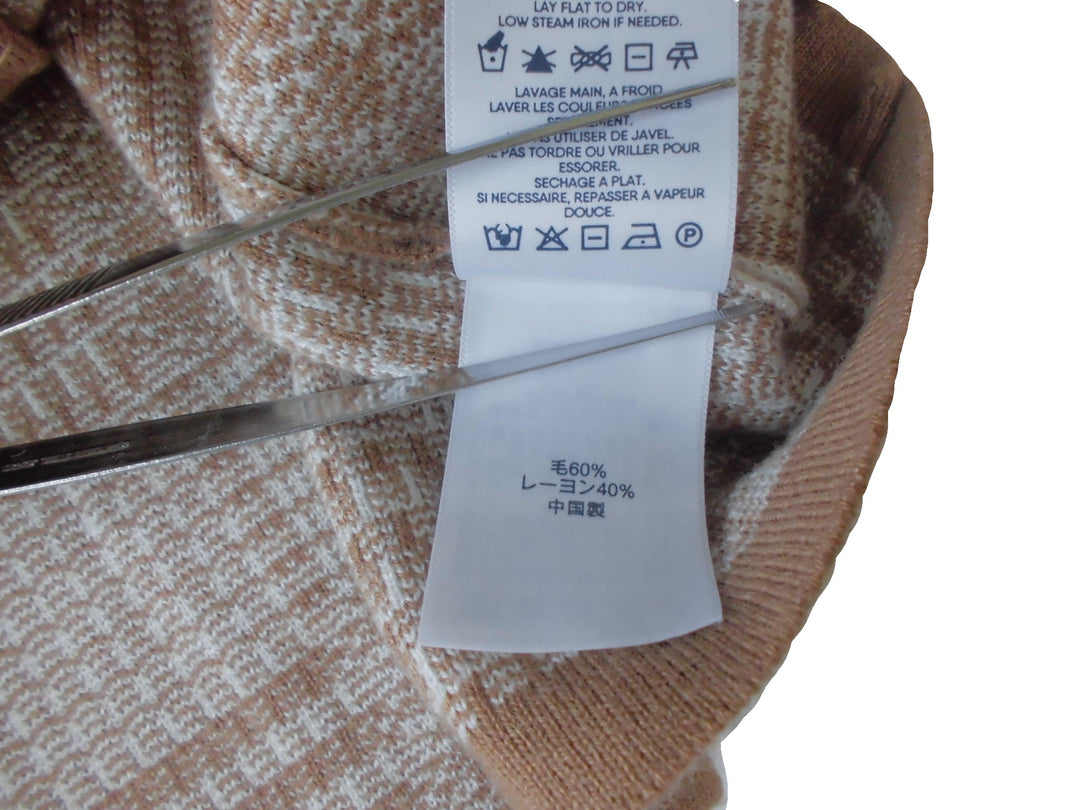 LAY FLAT TO DRY.
LOW STEAM IRON IF NEEDED.
LAVAGE MAIN, A FROID
LAVER LES COULEURS
UTILISER DE JAVEL.
PAS TORDRE OU VRILLER POUR
ESSORER.
SECHAGE A PLAT.
SI NECESSAIRE, REPASSER A VAPEUR
DOUCE.
P
毛60%
レーヨン40%
中国製